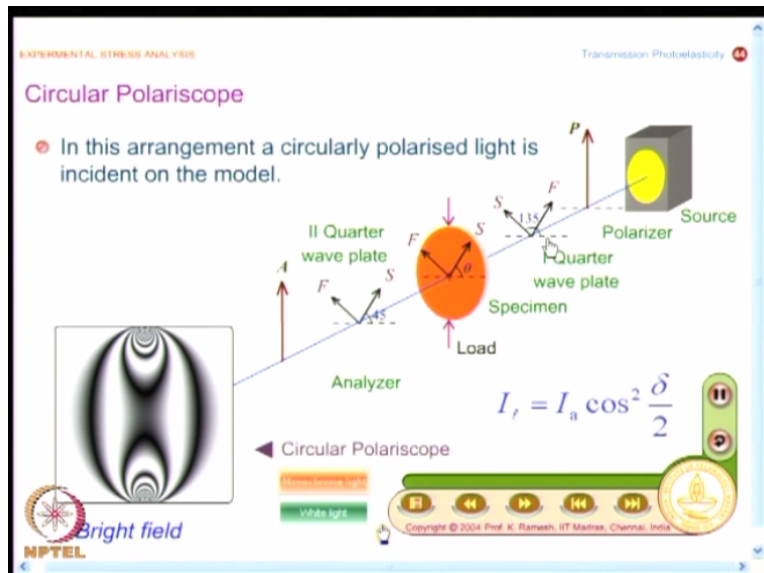 EXPERMENTAL STRESS ANALYSIS
Transmission Photoelasticity 44
Circular Polariscope
In this arrangement a circularly polarised light is
incident on the model.
P
Source
Polarizer
S F
135
I Quarter
wave plate
II Quarter
wave plate
F S
θ
Specimen
Load
A
F S
45
Analyzer
I_l = I_a cos² δ/2
Circular Polariscope
Monochrome light
White light
Bright field
NPTEL
Copyright © 2004 Prof. K. Ramesh, IIT Madras, Chennai, India